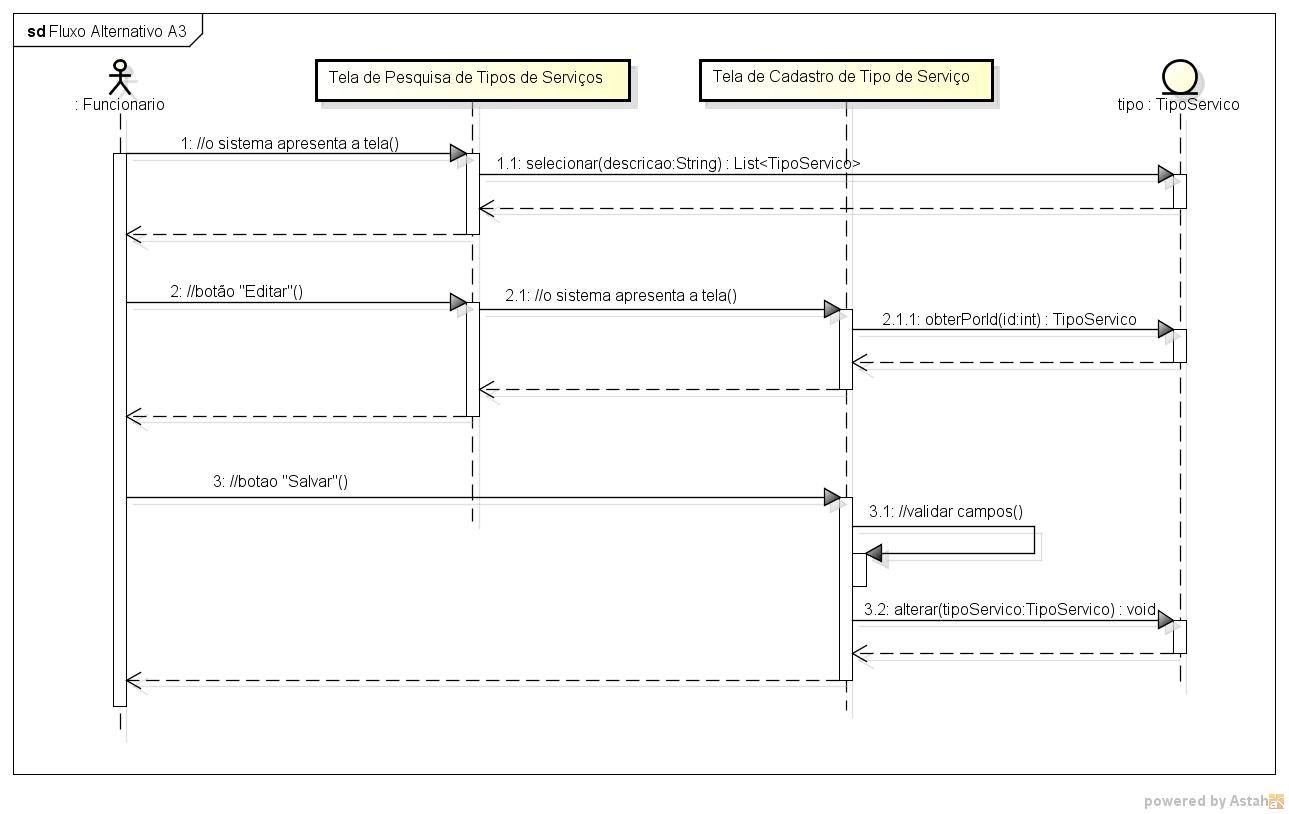 sd Fluxo Alternativo A3
: Funcionario
Tela de Pesquisa de Tipos de Serviços
Tela de Cadastro de Tipo de Serviço
tipo : TipoServico
1: //o sistema apresenta a tela()
1.1: selecionar(descricao:String) : List<TipoServico>
2: //botão "Editar"()
2.1: //o sistema apresenta a tela()
2.1.1: obterPorId(id:int) : TipoServico
3: //botao "Salvar"()
3.1: //validar campos()
3.2: alterar(tipoServico:TipoServico) : void
powered by Astah